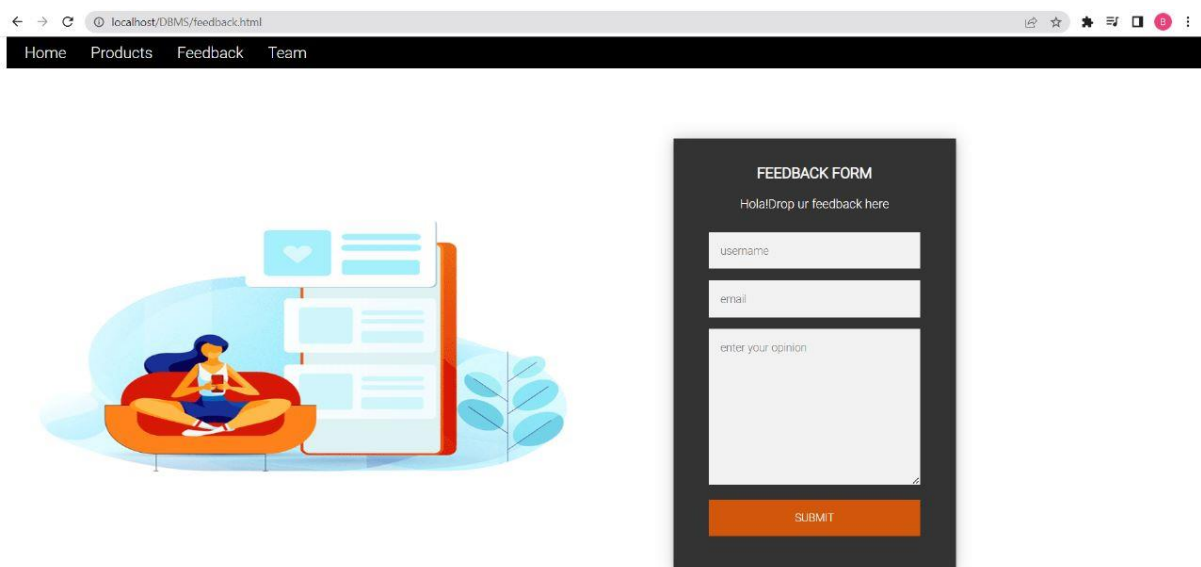 localhost/DBMS/feedback.html
B
Home Products Feedback Team
FEEDBACK FORM
Hola!Drop ur feedback here
username
email
enter your opinion
SUBMIT